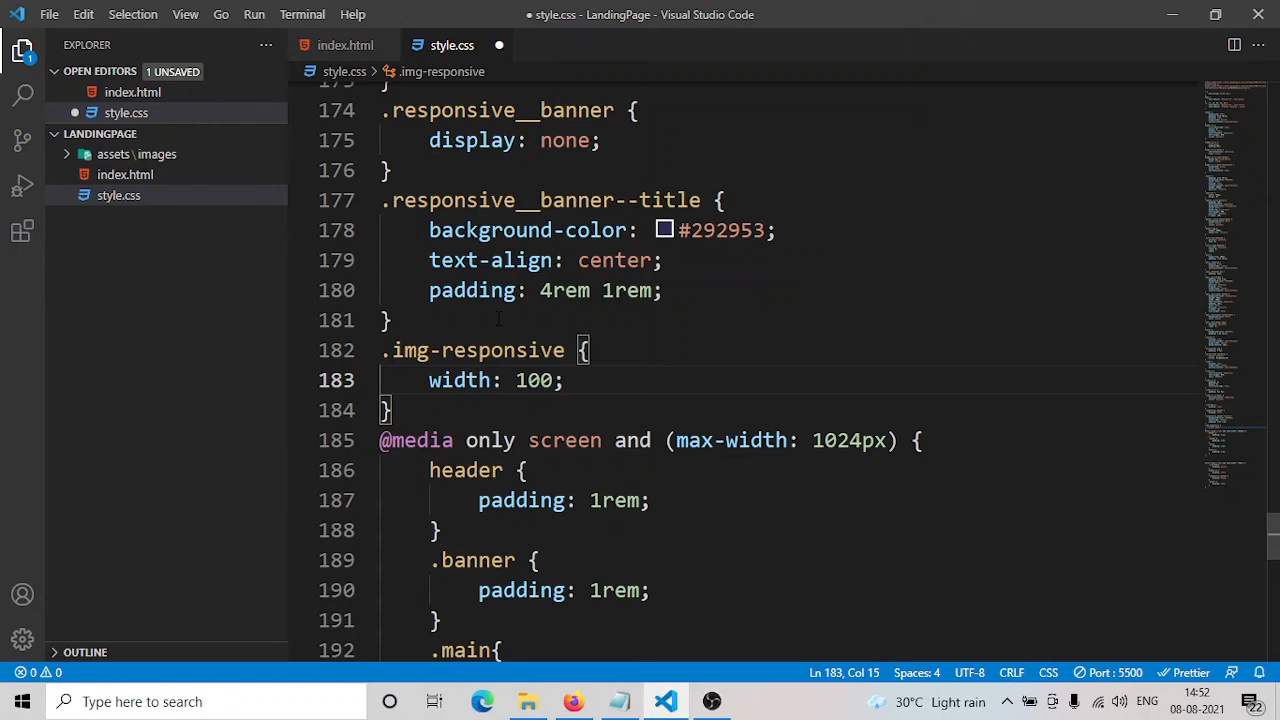 File Edit Selection View Go Run Terminal Help
● style.css - LandingPage - Visual Studio Code
EXPLORER
OPEN EDITORS 1 UNSAVED
index.html
style.css
LANDINGPAGE
assets \ images
index.html
style.css
OUTLINE
index.html style.css
style.css > .img-responsive
173 }
174 .responsive__banner {
175 display: none;
176 }
177 .responsive__banner--title {
178 background-color: #292953;
179 text-align: center;
180 padding: 4rem 1rem;
181 }
182 .img-responsive {
183 width: 100;
184 }
185 @media only screen and (max-width: 1024px) {
186 header {
187 padding: 1rem;
188 }
189 .banner {
190 padding: 1rem;
191 }
192 .main{
1
0 0 Ln 183, Col 15 Spaces: 4 UTF-8 CRLF CSS Port : 5500 Prettier
Type here to search
30°C Light rain
ENG
08-08-2021
22